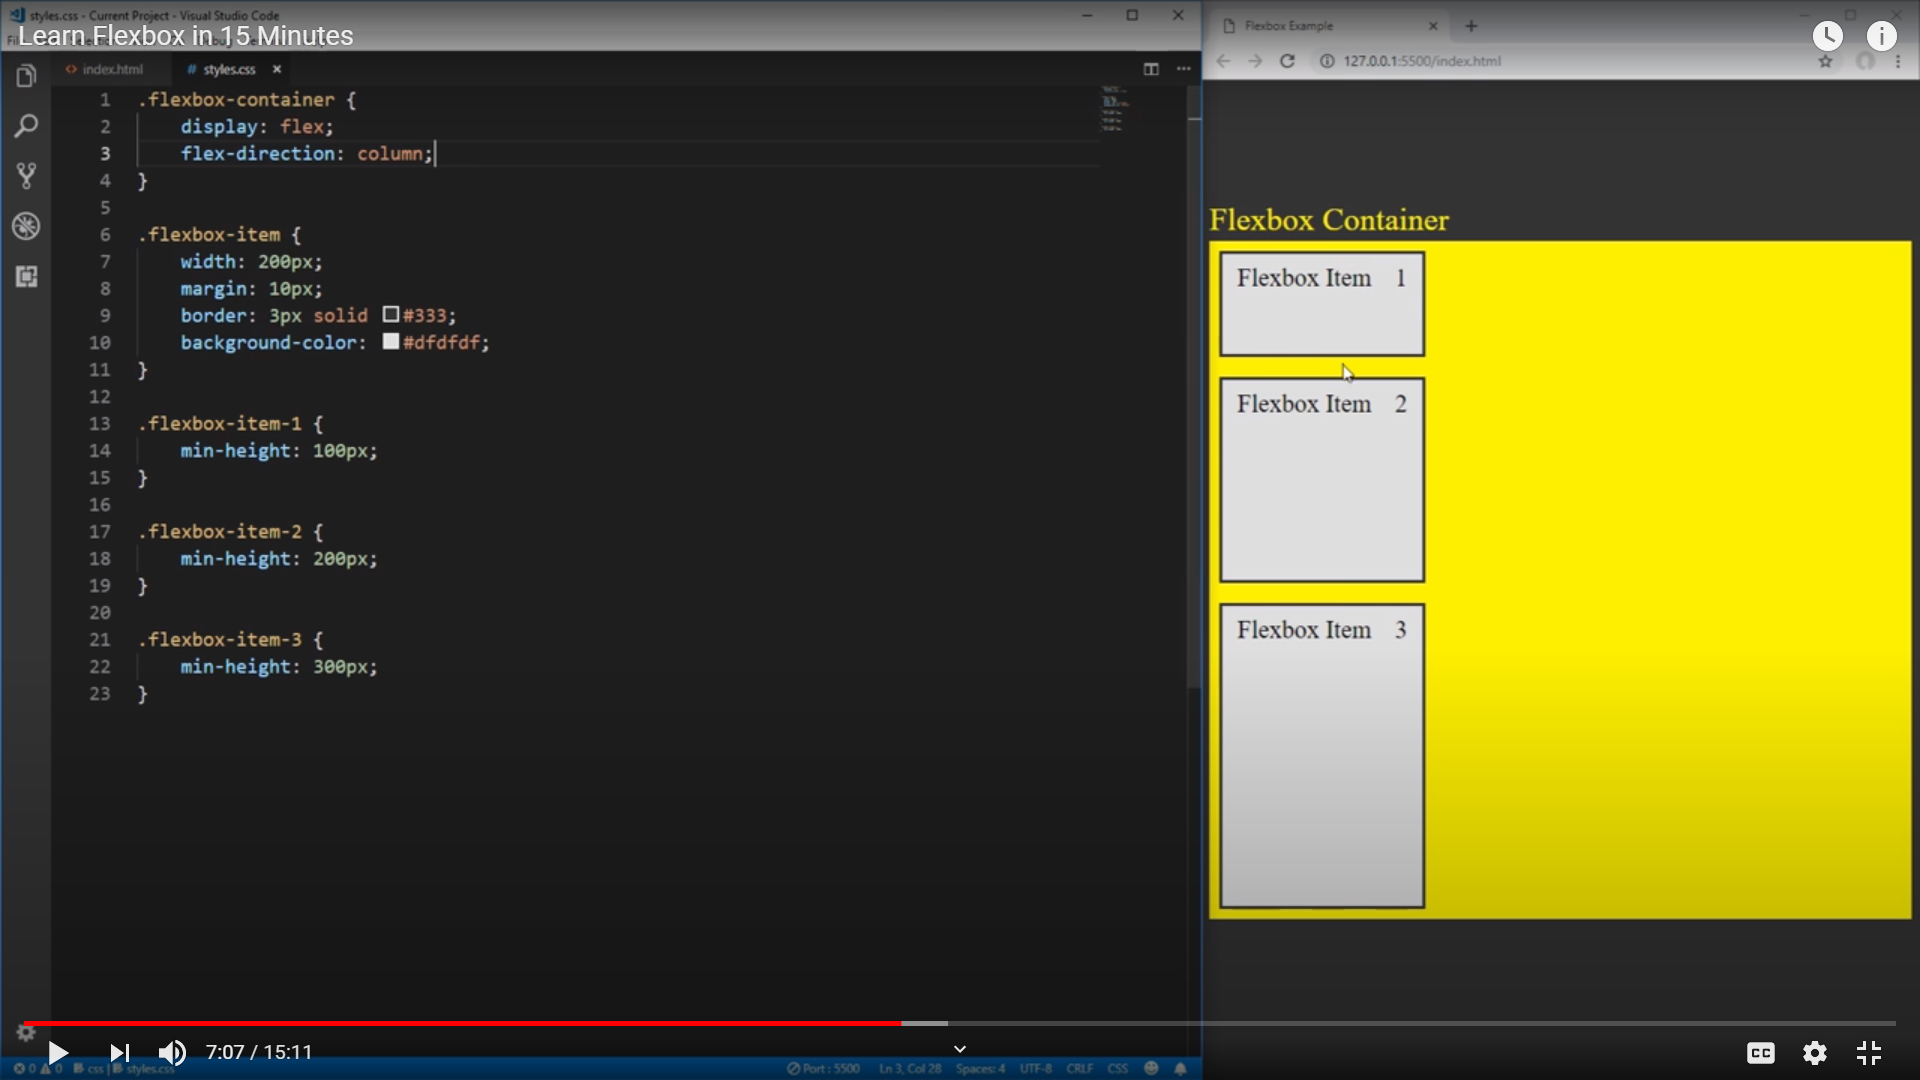 styles.css - Current Project - Visual Studio Code
Learn Flexbox in 15 Minutes
index.html
# styles.css
1 .flexbox-container {
2 display: flex;
3 flex-direction: column;
4 }
5
6 .flexbox-item {
7 width: 200px;
8 margin: 10px;
9 border: 3px solid #333;
10 background-color: #dfdfdf;
11 }
12
13 .flexbox-item-1 {
14 min-height: 100px;
15 }
16
17 .flexbox-item-2 {
18 min-height: 200px;
19 }
20
21 .flexbox-item-3 {
22 min-height: 300px;
23 }
Flexbox Example
127.0.0.1:5500/index.html
Flexbox Container
Flexbox Item 1
Flexbox Item 2
Flexbox Item 3
7:07 / 15:11
CC
0 0 css styles.css Port : 5500 Ln 3, Col 28 Spaces: 4 UTF-8 CRLF CSS